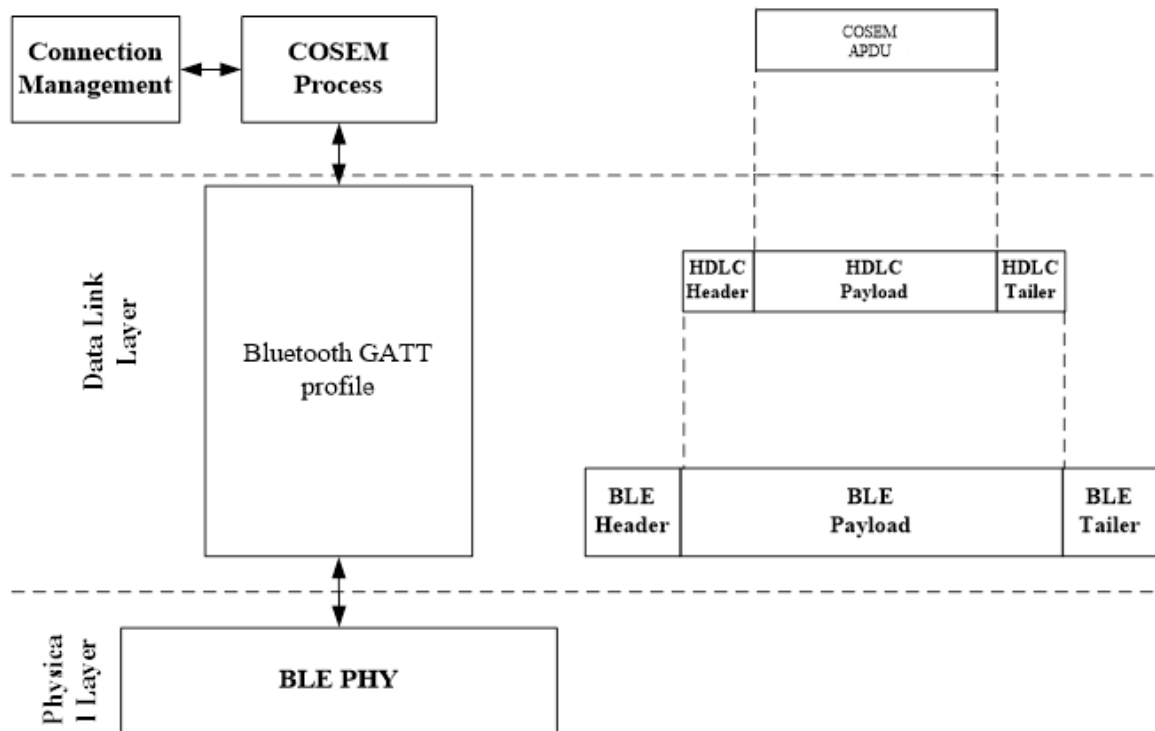 Connection
Management
COSEM
Process
COSEM
APDU
Data Link
Layer
Bluetooth GATT
profile
HDLC
Header
HDLC
Payload
HDLC
Tailer
BLE
Header
BLE
Payload
BLE
Tailer
Physica
l Layer
BLE PHY